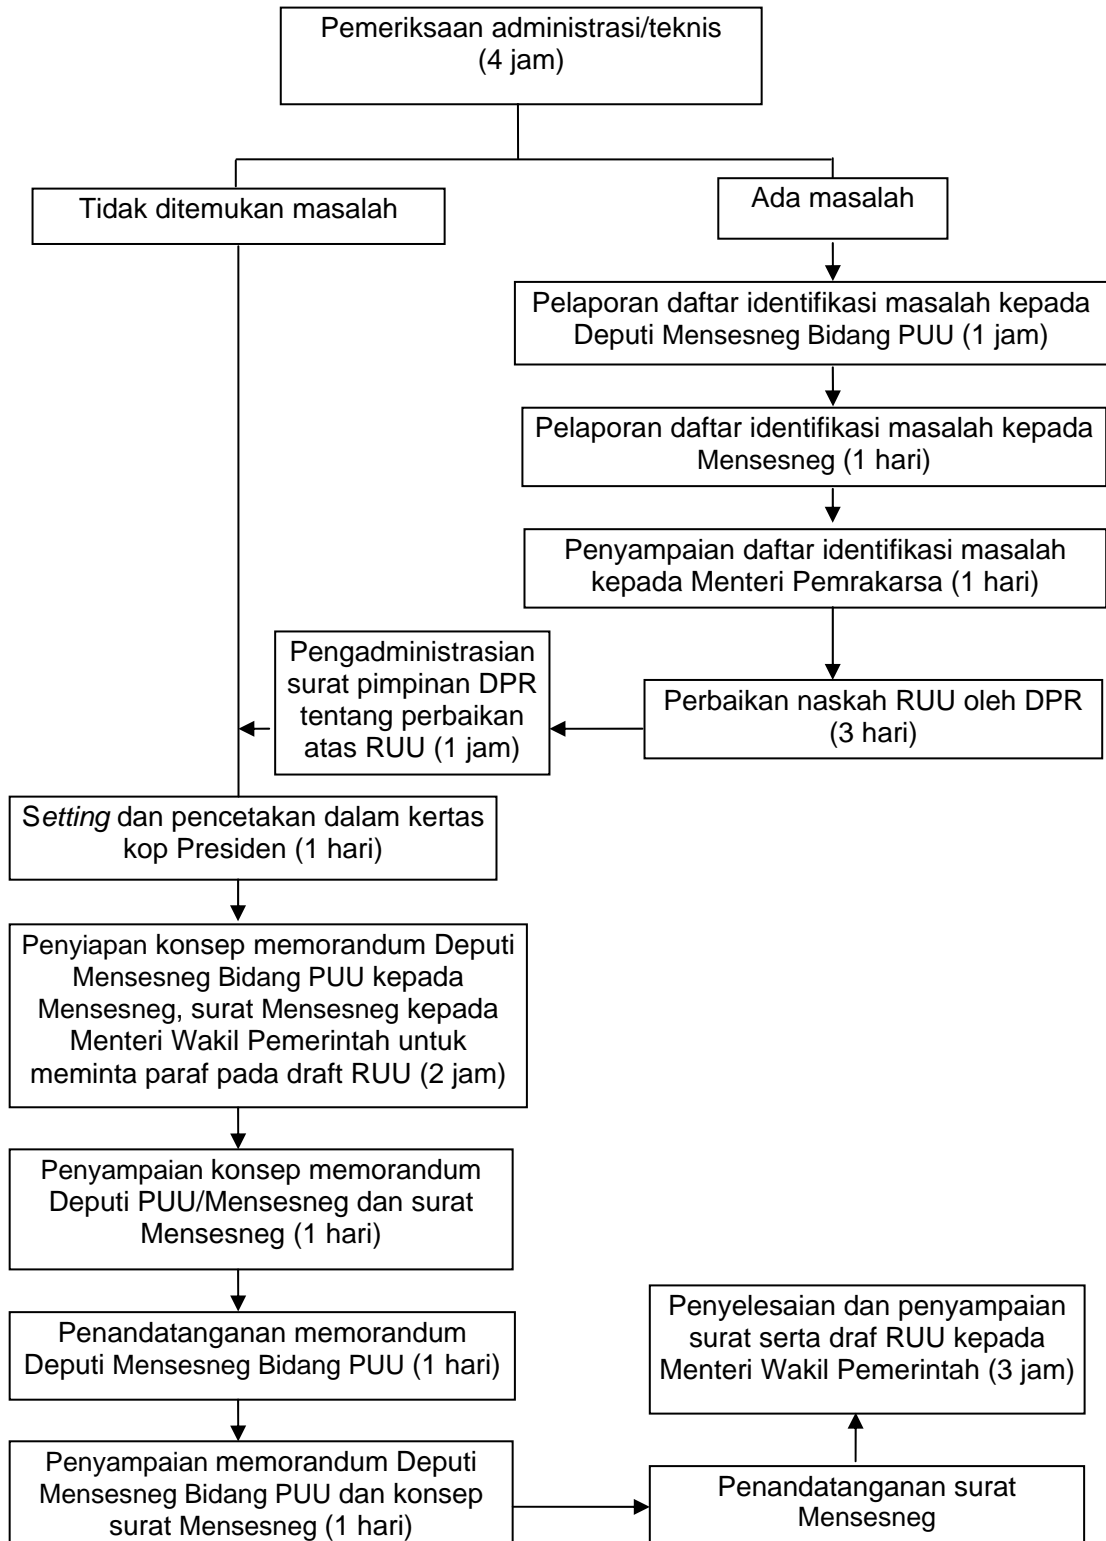 Pemeriksaan administrasi/teknis
(4 jam)
Tidak ditemukan masalah
Ada masalah
Pelaporan daftar identifikasi masalah kepada
Deputi Mensesneg Bidang PUU (1 jam)
Pelaporan daftar identifikasi masalah kepada
Mensesneg (1 hari)
Penyampaian daftar identifikasi masalah
kepada Menteri Pemrakarsa (1 hari)
Perbaikan naskah RUU oleh DPR
(3 hari)
Pengadministrasian
surat pimpinan DPR
tentang perbaikan
atas RUU (1 jam)
Setting dan pencetakan dalam kertas
kop Presiden (1 hari)
Penyiapan konsep memorandum Deputi
Mensesneg Bidang PUU kepada
Mensesneg, surat Mensesneg kepada
Menteri Wakil Pemerintah untuk
meminta paraf pada draft RUU (2 jam)
Penyampaian konsep memorandum
Deputi PUU/Mensesneg dan surat
Mensesneg (1 hari)
Penandatanganan memorandum
Deputi Mensesneg Bidang PUU (1 hari)
Penyampaian memorandum Deputi
Mensesneg Bidang PUU dan konsep
surat Mensesneg (1 hari)
Penandatanganan surat
Mensesneg
Penyelesaian dan penyampaian
surat serta draf RUU kepada
Menteri Wakil Pemerintah (3 jam)